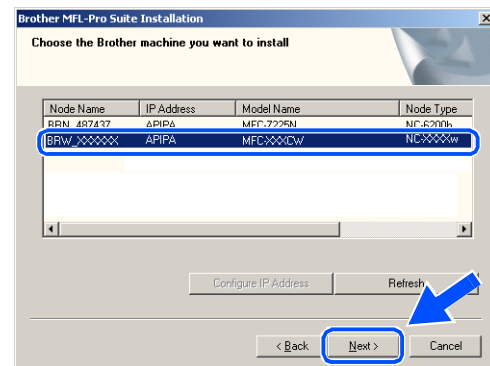 Brother MFL-Pro Suite Installation
Choose the Brother machine you want to install
Node Name IP Address Model Name Node Type
BRN_487437 APIPA MFC-7225N NC-6200h
BRW_XXXXXX APIPA MFC-XXXCW NC-XXXXw
Configure IP Address Refresh
< Back Next > Cancel